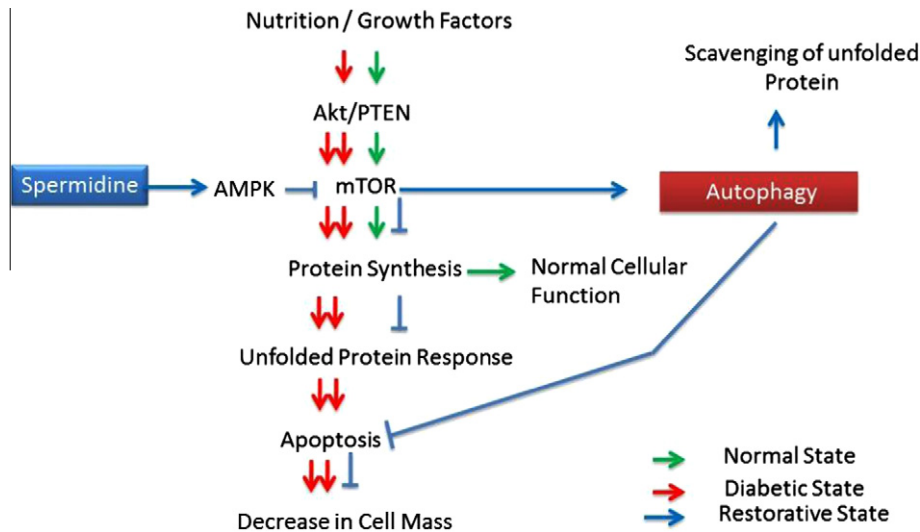 Nutrition / Growth Factors
Scavenging of unfolded
Protein
Akt/PTEN
Spermidine
AMPK
mTOR
Autophagy
Protein Synthesis
Normal Cellular
Function
Unfolded Protein Response
Apoptosis
Decrease in Cell Mass
Normal State
Diabetic State
Restorative State